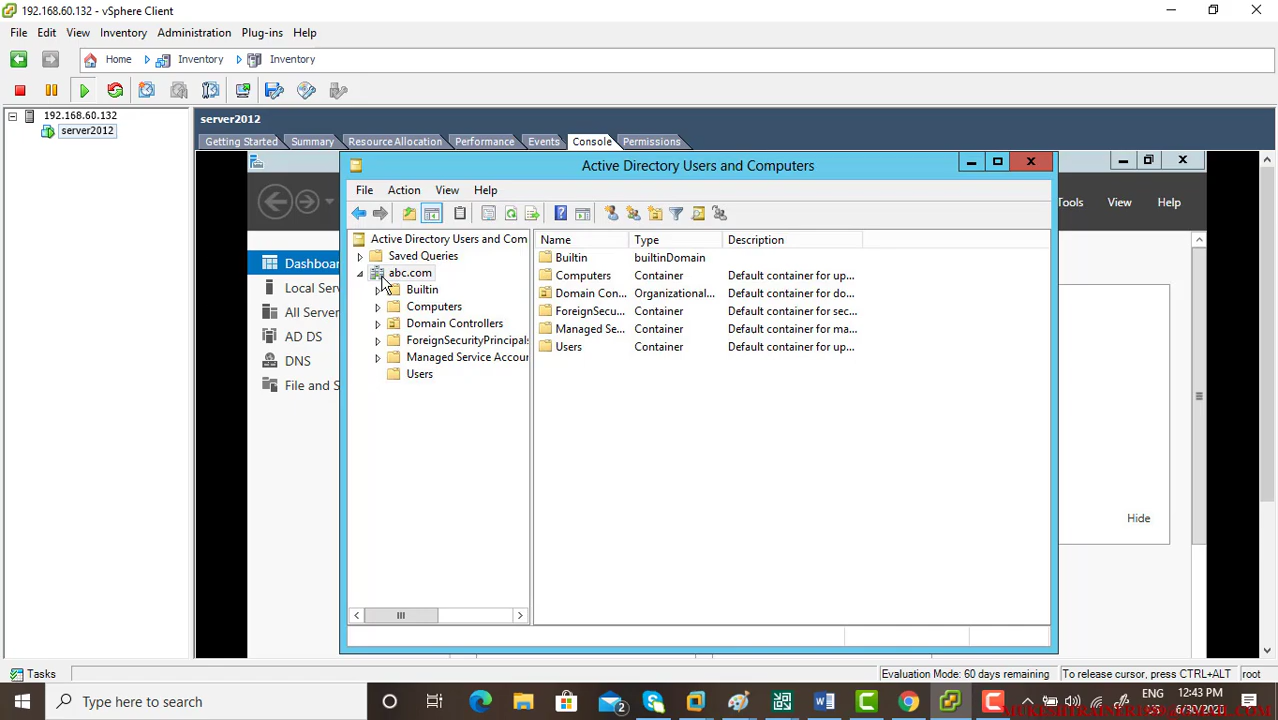 192.168.60.132 - vSphere Client
File Edit View Inventory Administration Plug-ins Help
Home Inventory Inventory
192.168.60.132
server2012
server2012
Getting Started Summary Resource Allocation Performance Events Console Permissions
Active Directory Users and Computers
File Action View Help
Tools View Help
Active Directory Users and Com
Saved Queries
abc.com
Builtin
Computers
Domain Controllers
ForeignSecurityPrincipals
Managed Service Accoun
Users
Name Type Description
Builtin builtinDomain
Computers Container Default container for up...
Domain Con... Organizational... Default container for do...
ForeignSecu... Container Default container for sec...
Managed Se... Container Default container for ma...
Users Container Default container for up...
Dashboar
Local Serv
All Server
AD DS
DNS
File and S
Hide
Tasks
Evaluation Mode: 60 days remaining To release cursor, press CTRL+ALT root
Type here to search
2
ENG
12:43 PM
6/30/2020